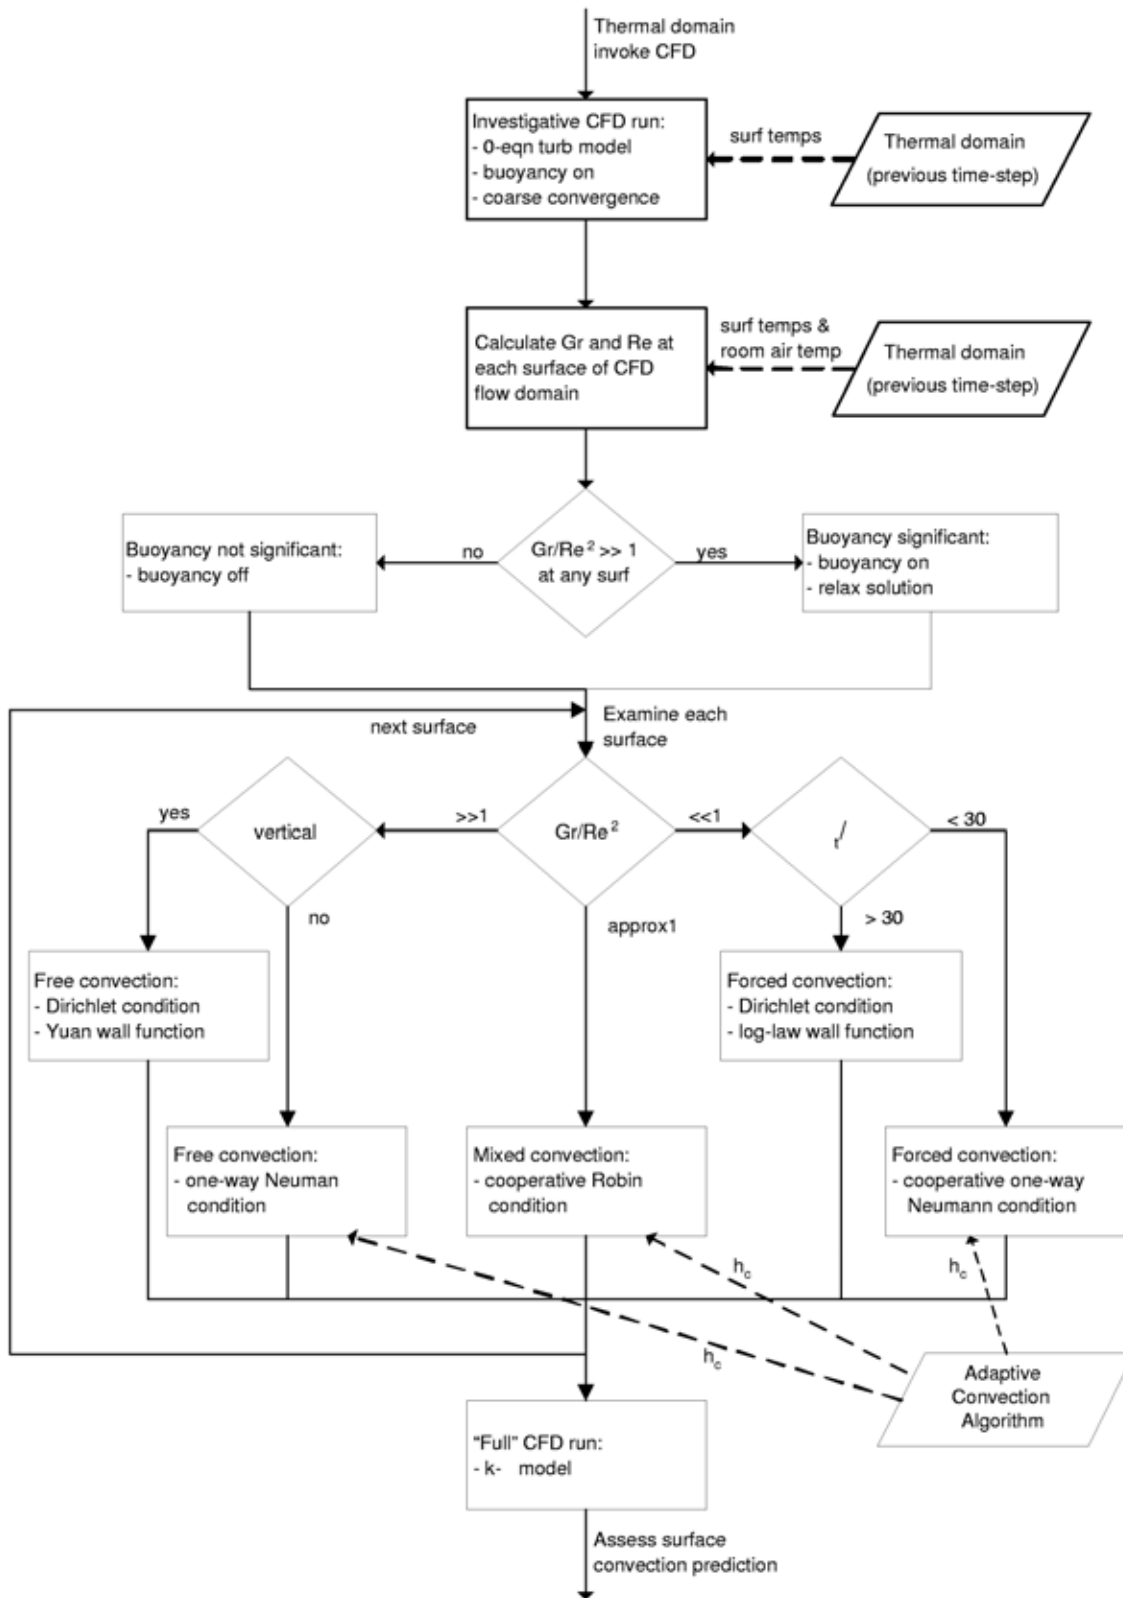 Thermal domain
invoke CFD
Investigative CFD run:
- 0-eqn turb model
- buoyancy on
- coarse convergence
surf temps
Thermal domain
(previous time-step)
Calculate Gr and Re at
each surface of CFD
flow domain
surf temps &
room air temp
Thermal domain
(previous time-step)
Buoyancy not significant:
- buoyancy off
no
Gr/Re² >> 1
at any surf
yes
Buoyancy significant:
- buoyancy on
- relax solution
next surface
Examine each
surface
yes
vertical
>>1
Gr/Re²
<<1
t/
< 30
no
approx1
> 30
Free convection:
- Dirichlet condition
- Yuan wall function
Forced convection:
- Dirichlet condition
- log-law wall function
Free convection:
- one-way Neuman
condition
Mixed convection:
- cooperative Robin
condition
Forced convection:
- cooperative one-way
Neumann condition
hc
hc
hc
Adaptive
Convection
Algorithm
"Full" CFD run:
- k- model
Assess surface
convection prediction